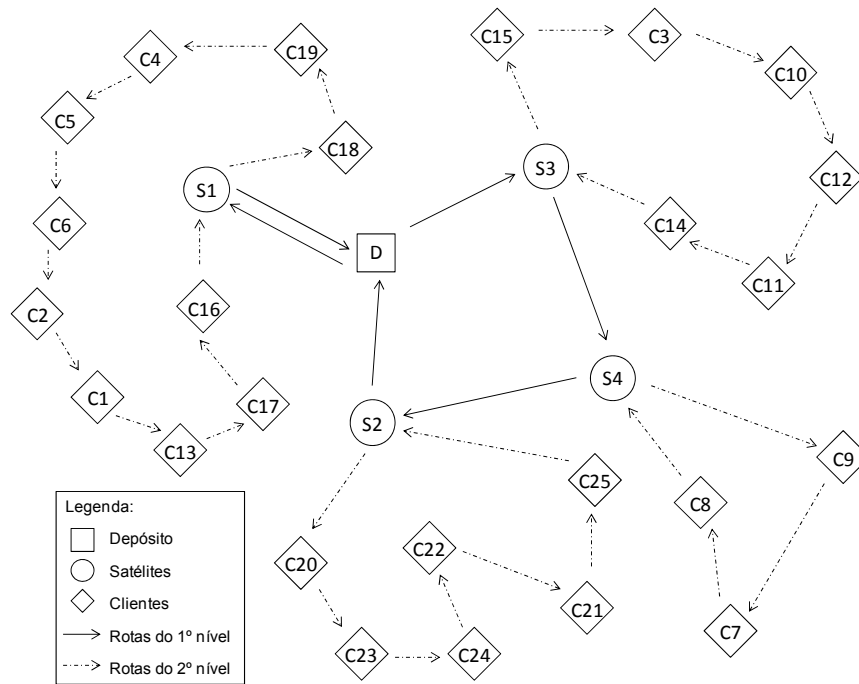 C15
C3
C4
C19
C10
C5
C18
S3
C12
S1
C6
C14
D
C11
C16
C2
S4
C1
C17
S2
C13
C9
C25
C8
C22
C20
C21
C7
C23
C24
Legenda:
Depósito
Satélites
Clientes
Rotas do 1º nível
Rotas do 2º nível